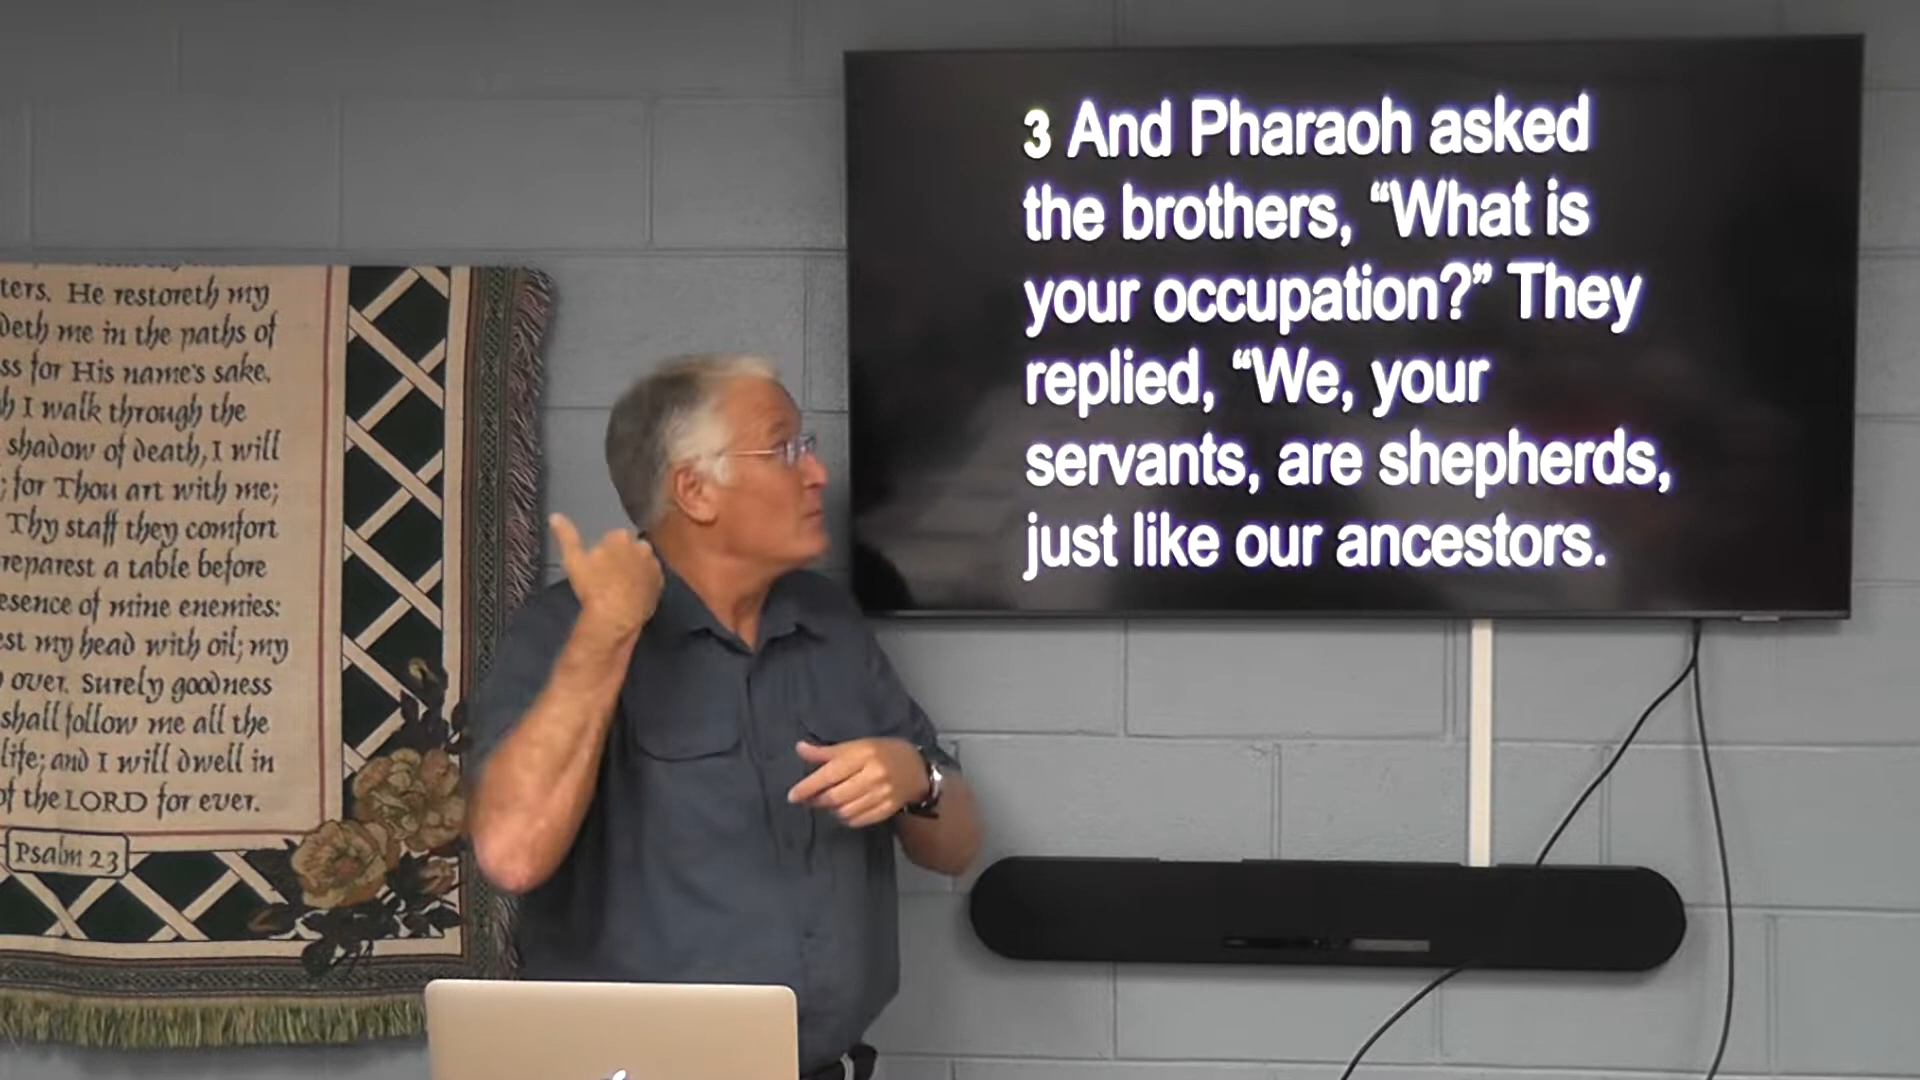 ters. He restoreth my
deth me in the paths of
ss for His name's sake.
h I walk through the
shadow of death, I will
; for Thou art with me;
Thy staff they comfort
reparest a table before
esence of mine enemies:
est my head with oil; my
over. Surely goodness
shall follow me all the
life; and I will dwell in
of the LORD for ever.
Psalm 23
3 And Pharaoh asked
the brothers, “What is
your occupation?” They
replied, “We, your
servants, are shepherds,
just like our ancestors.